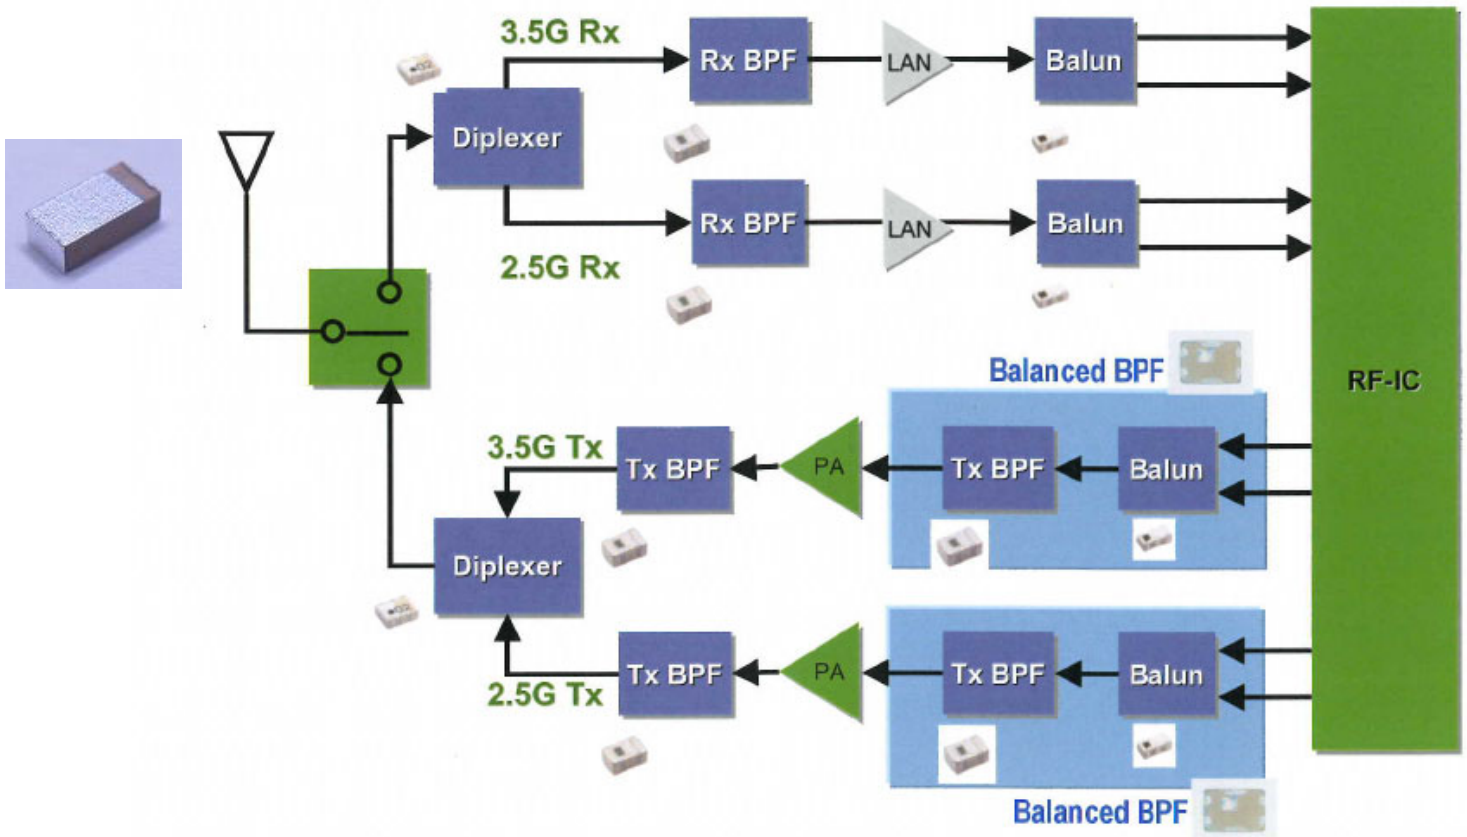 3.5G Rx
Rx BPF
LAN
Balun
Diplexer
Rx BPF
LAN
Balun
2.5G Rx
RF-IC
Balanced BPF
3.5G Tx
Tx BPF
PA
Tx BPF
Balun
Diplexer
Tx BPF
PA
Tx BPF
Balun
2.5G Tx
Balanced BPF